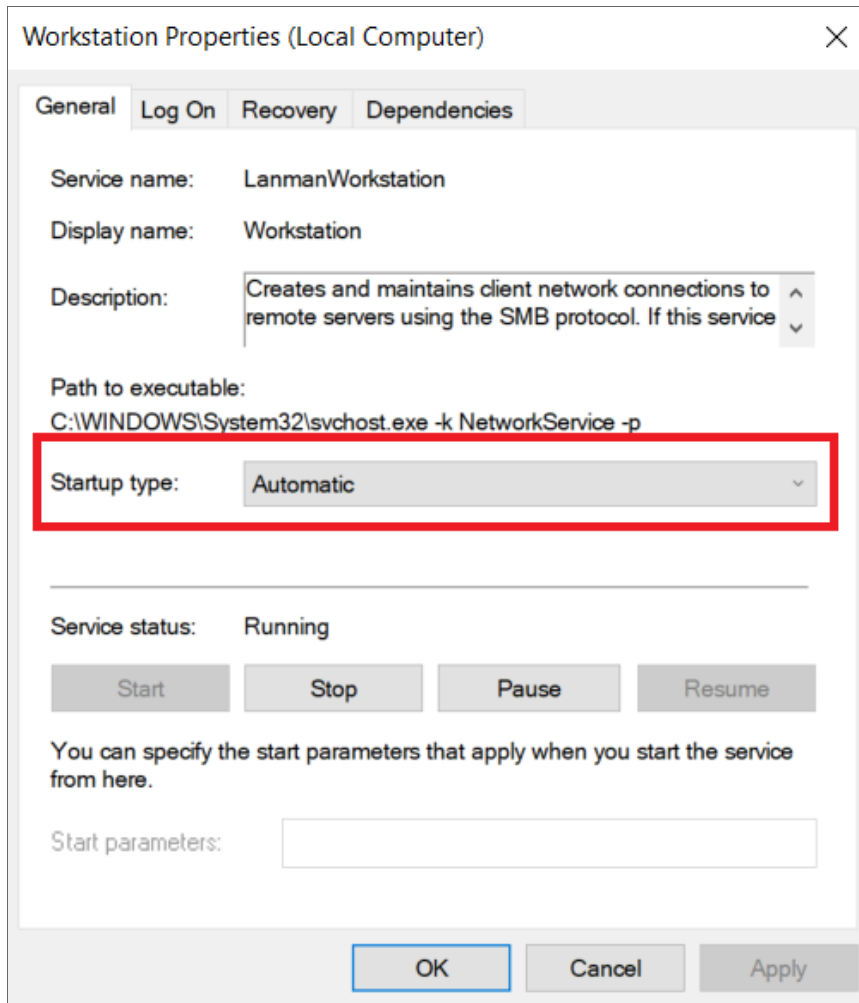 Workstation Properties (Local Computer)
General Log On Recovery Dependencies
Service name: LanmanWorkstation
Display name: Workstation
Description: Creates and maintains client network connections to
remote servers using the SMB protocol. If this service
Path to executable:
C:\WINDOWS\System32\svchost.exe -k NetworkService -p
Startup type: Automatic
Service status: Running
Start Stop Pause Resume
You can specify the start parameters that apply when you start the service
from here.
Start parameters:
OK Cancel Apply